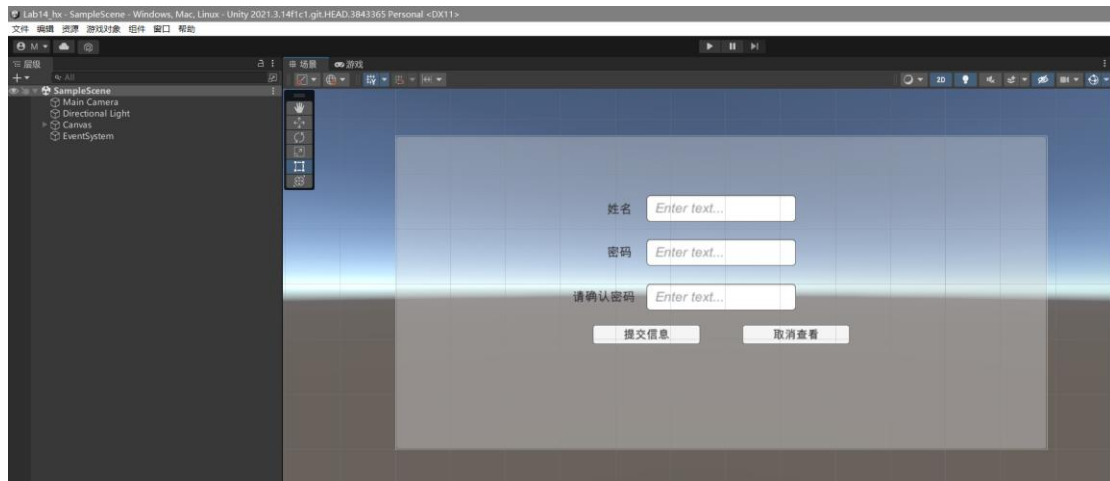 Lab14_hx - SampleScene - Windows, Mac, Linux - Unity 2021.3.14f1c1.git.HEAD.3843365 Personal <DX11>
文件 编辑 资源 游戏对象 组件 窗口 帮助
M
层级
场景 游戏
All
2D
SampleScene
Main Camera
Directional Light
Canvas
EventSystem
姓名 Enter text...
密码 Enter text...
请确认密码 Enter text...
提交信息 取消查看